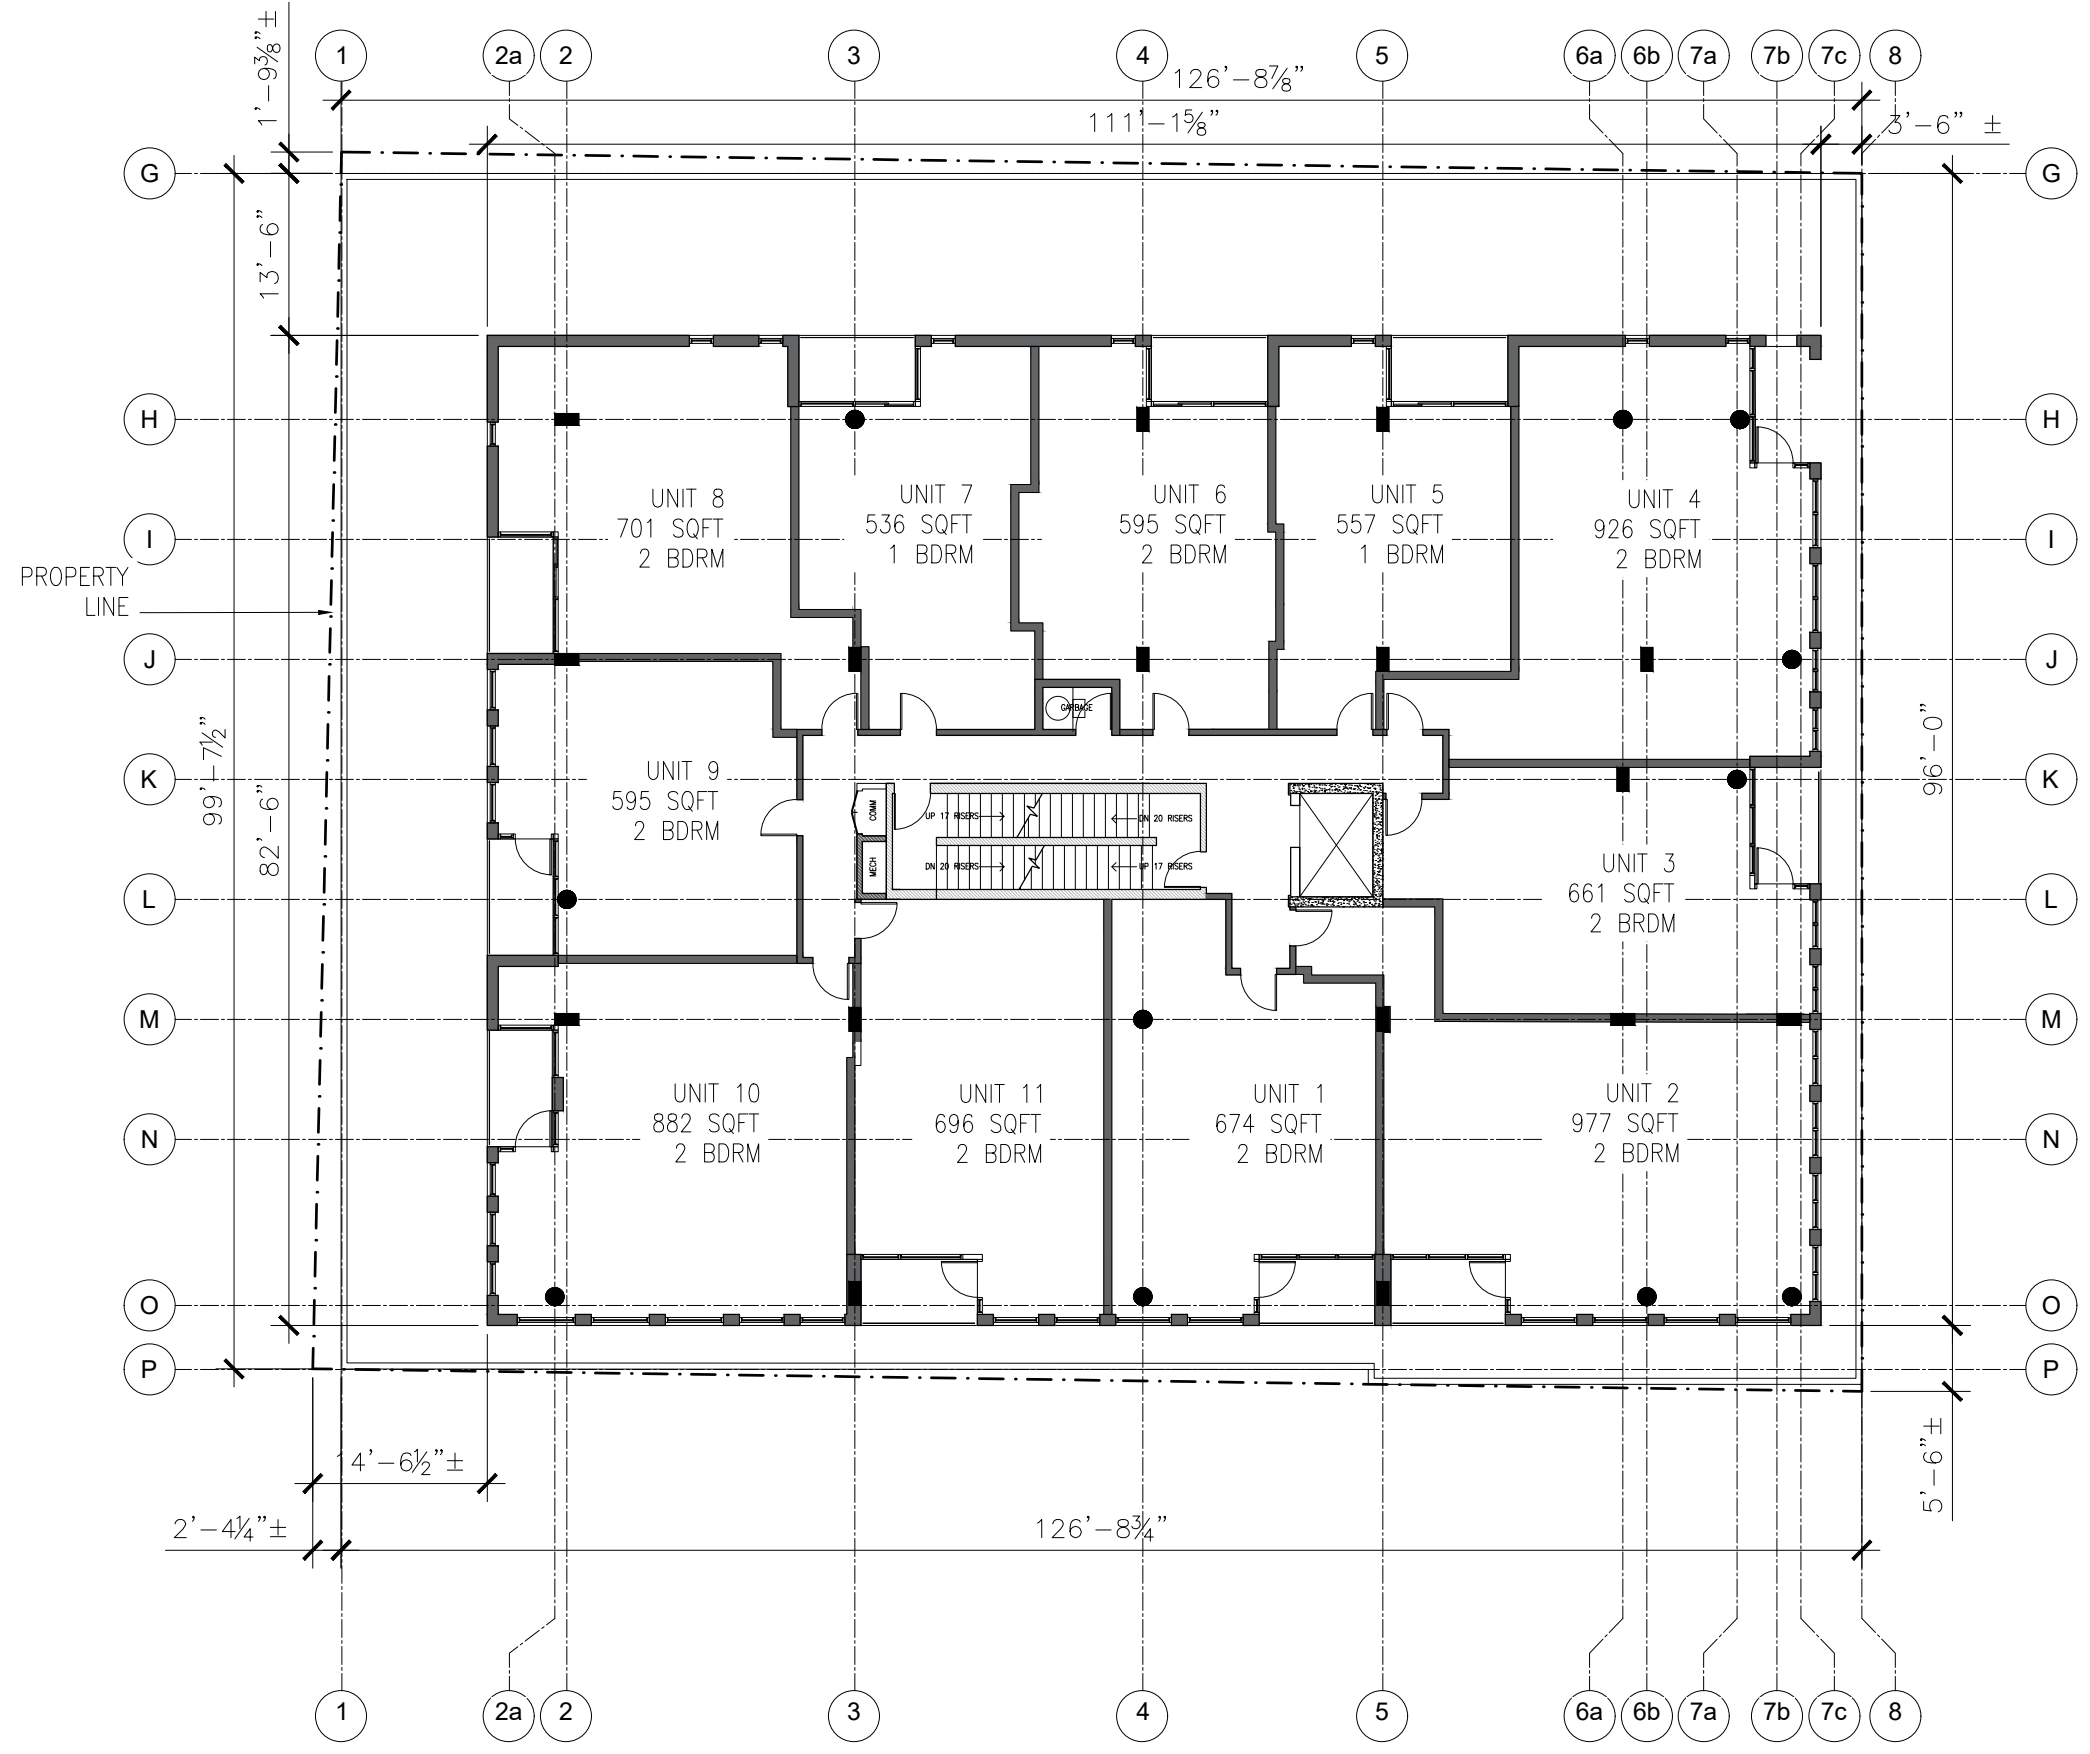 1 2a 2 3 4 5 6a 6b 7a 7b 7c 8
1'-9⅜"±
126'-8⅞"
111'-1⅝"
3'-6" ±
G G
13'-6"
H H
UNIT 8
701 SQFT
2 BDRM
UNIT 7
536 SQFT
1 BDRM
UNIT 6
595 SQFT
2 BDRM
UNIT 5
557 SQFT
1 BDRM
UNIT 4
926 SQFT
2 BDRM
I I
PROPERTY
LINE
J J
GARBAGE
99'-7½"
82'-6"
96'-0"
K K
UNIT 9
595 SQFT
2 BDRM
COMM
MECH
UP 17 RISERS
DN 20 RISERS
DN 20 RISERS
UP 17 RISERS
UNIT 3
661 SQFT
2 BRDM
L L
M M
UNIT 10
882 SQFT
2 BDRM
UNIT 11
696 SQFT
2 BDRM
UNIT 1
674 SQFT
2 BDRM
UNIT 2
977 SQFT
2 BDRM
N N
O O
P P
14'-6½"±
5'-6"±
2'-4¼"±
126'-8¾"
1 2a 2 3 4 5 6a 6b 7a 7b 7c 8